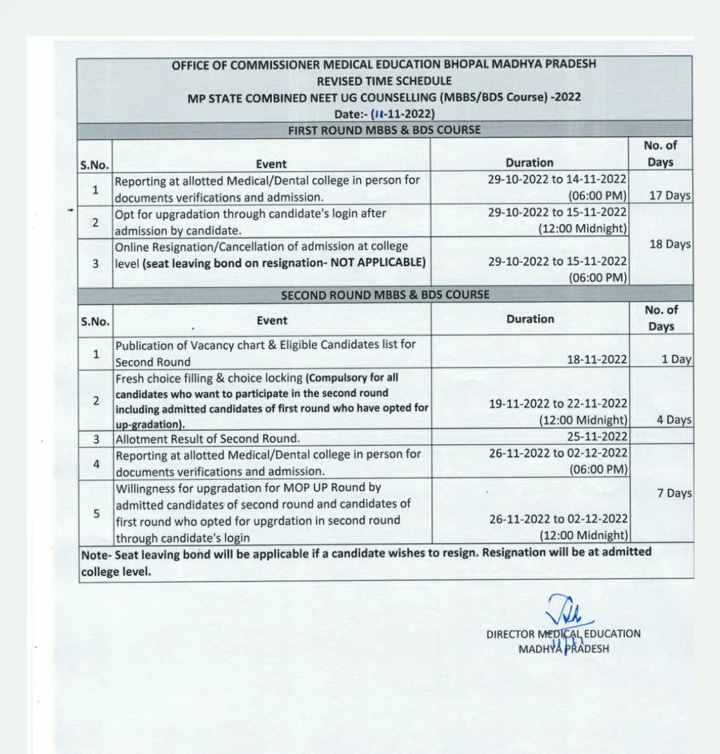 OFFICE OF COMMISSIONER MEDICAL EDUCATION BHOPAL MADHYA PRADESH
REVISED TIME SCHEDULE
MP STATE COMBINED NEET UG COUNSELLING (MBBS/BDS Course) -2022
Date:- (11-11-2022)
FIRST ROUND MBBS & BDS COURSE
S.No. Event Duration No. of Days
1 Reporting at allotted Medical/Dental college in person for
documents verifications and admission.
29-10-2022 to 14-11-2022
(06:00 PM) 17 Days
2 Opt for upgradation through candidate's login after
admission by candidate.
29-10-2022 to 15-11-2022
(12:00 Midnight)
18 Days
3 Online Resignation/Cancellation of admission at college
level (seat leaving bond on resignation- NOT APPLICABLE)
29-10-2022 to 15-11-2022
(06:00 PM)
SECOND ROUND MBBS & BDS COURSE
S.No. Event Duration No. of Days
1 Publication of Vacancy chart & Eligible Candidates list for
Second Round
18-11-2022 1 Day
2 Fresh choice filling & choice locking (Compulsory for all
candidates who want to participate in the second round
including admitted candidates of first round who have opted for
up-gradation).
19-11-2022 to 22-11-2022
(12:00 Midnight) 4 Days
3 Allotment Result of Second Round. 25-11-2022
4 Reporting at allotted Medical/Dental college in person for
documents verifications and admission.
26-11-2022 to 02-12-2022
(06:00 PM)
7 Days
5 Willingness for upgradation for MOP UP Round by
admitted candidates of second round and candidates of
first round who opted for upgrdation in second round
through candidate's login
26-11-2022 to 02-12-2022
(12:00 Midnight)
Note- Seat leaving bond will be applicable if a candidate wishes to resign. Resignation will be at admitted
college level.
DIRECTOR MEDICAL EDUCATION
MADHYA PRADESH